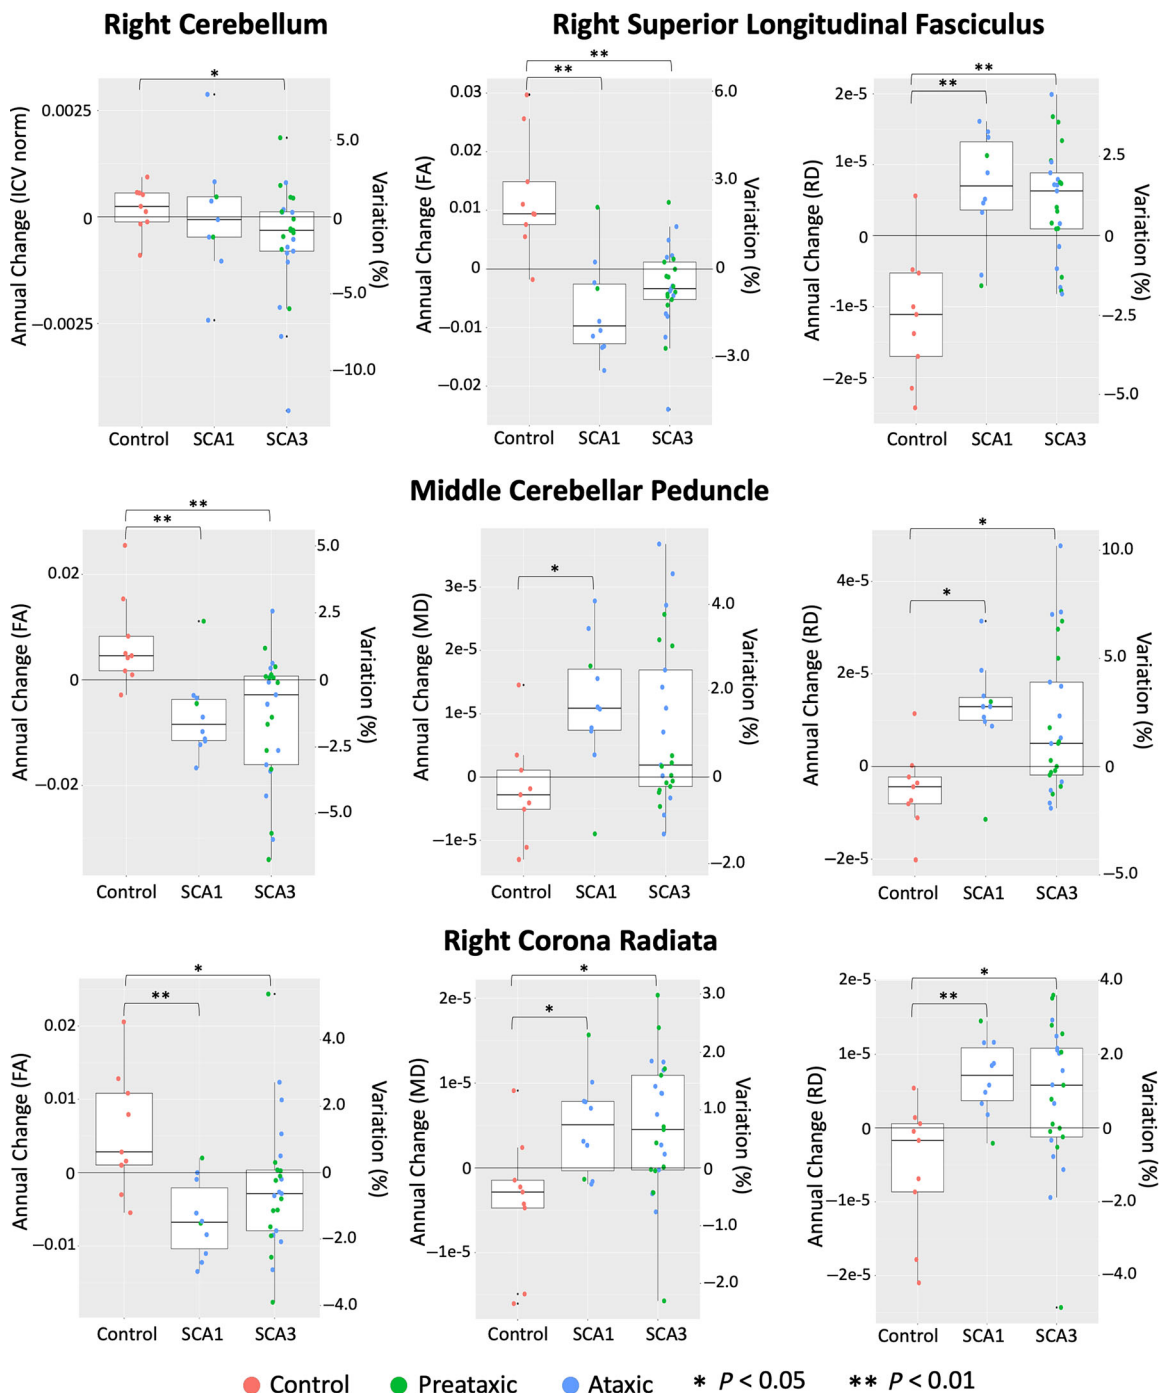 Right Cerebellum
Right Superior Longitudinal Fasciculus
*
Annual Change (ICV norm)
0.0025
0
−0.0025
5.0
0
−5.0
−10.0
Variation (%)
Control SCA1 SCA3
**
**
Annual Change (FA)
0.03
0.02
0.01
0
−0.01
−0.02
6.0
3.0
0
−3.0
Variation (%)
Control SCA1 SCA3
**
**
Annual Change (RD)
2e-5
1e-5
0
−1e-5
−2e-5
2.5
0
−2.5
−5.0
Variation (%)
Control SCA1 SCA3
Middle Cerebellar Peduncle
**
**
Annual Change (FA)
0.02
0
−0.02
5.0
2.5
0
−2.5
−5.0
Variation (%)
Control SCA1 SCA3
*
Annual Change (MD)
3e-5
2e-5
1e-5
0
−1e-5
4.0
2.0
0
−2.0
Variation (%)
Control SCA1 SCA3
*
*
Annual Change (RD)
4e-5
2e-5
0
−2e-5
10.0
5.0
0
−5.0
Variation (%)
Control SCA1 SCA3
Right Corona Radiata
*
**
Annual Change (FA)
0.02
0.01
0
−0.01
4.0
2.0
0
−2.0
−4.0
Variation (%)
Control SCA1 SCA3
*
*
Annual Change (MD)
2e-5
1e-5
0
−1e-5
3.0
2.0
1.0
0
−1.0
−2.0
Variation (%)
Control SCA1 SCA3
*
**
Annual Change (RD)
2e-5
1e-5
0
−1e-5
−2e-5
4.0
2.0
0
−2.0
−4.0
Variation (%)
Control SCA1 SCA3
Control Preataxic Ataxic * P < 0.05 ** P < 0.01